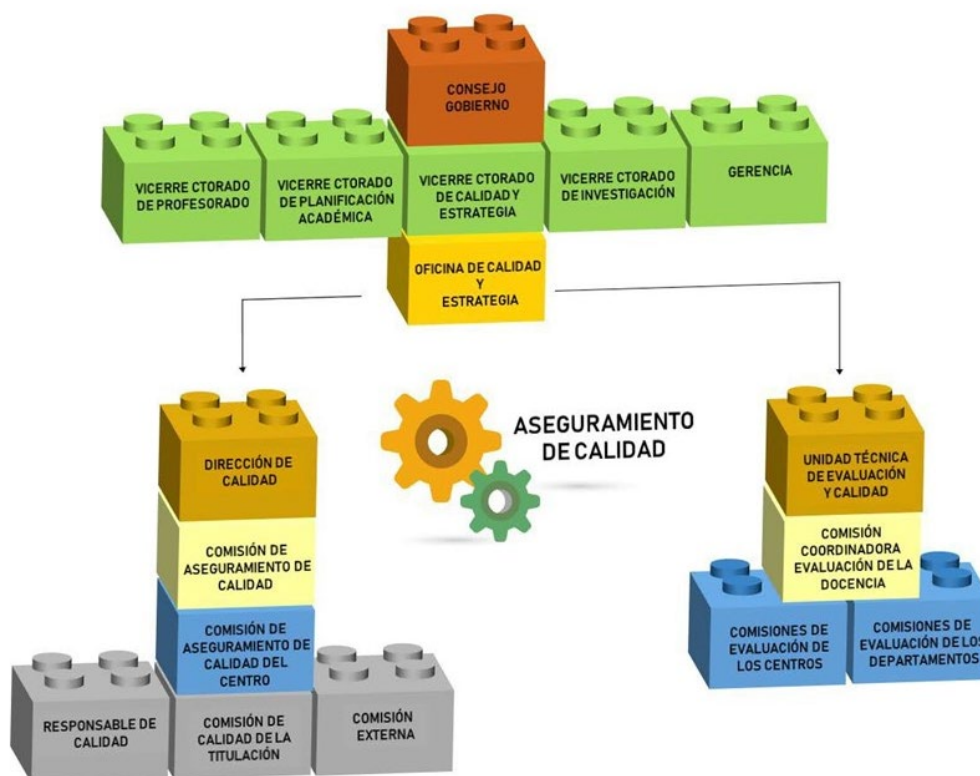 CONSEJO
GOBIERNO
VICERRE CTORADO
DE PROFESORADO
VICERRE CTORADO
DE PLANIFICACIÓN
ACADÉMICA
VICERRE CTORADO
DE CALIDAD Y
ESTRATEGIA
VICERRE CTORADO
DE INVESTIGACIÓN
GERENCIA
OFICINA DE CALIDAD
Y
ESTRATEGIA
ASEGURAMIENTO
DE CALIDAD
DIRECCIÓN DE
CALIDAD
COMISIÓN DE
ASEGURAMIENTO DE
CALIDAD
COMISIÓN DE
ASEGURAMIENTO DE
CALIDAD DEL
CENTRO
RESPONSABLE DE
CALIDAD
COMISIÓN DE
CALIDAD DE LA
TITULACIÓN
COMISIÓN
EXTERNA
UNIDAD TÉCNICA
DE EVALUACIÓN
Y CALIDAD
COMISIÓN
COORDINADORA
EVALUACIÓN DE LA
DOCENCIA
COMISIONES DE
EVALUACIÓN DE
LOS CENTROS
COMISIONES DE
EVALUACIÓN DE LOS
DEPARTAMENTOS